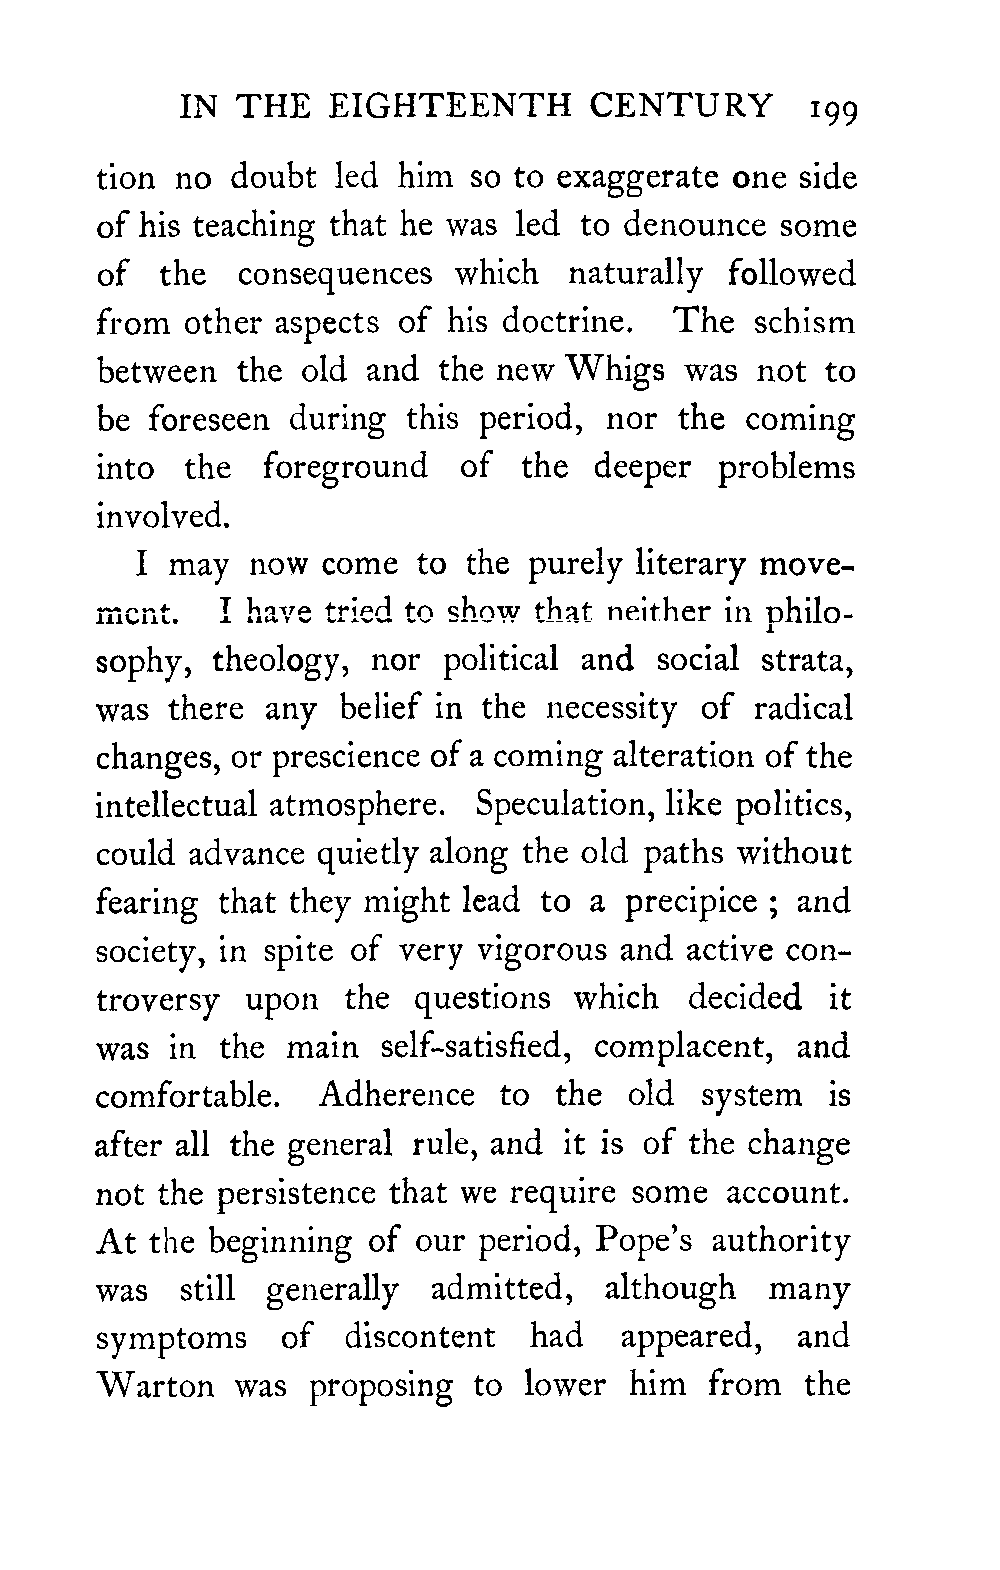 IN THE EIGHTEENTH CENTURY 199
tion no doubt led him so to exaggerate one side
of his teaching that he was led to denounce some
of the consequences which naturally followed
from other aspects of his doctrine. The schism
between the old and the new Whigs was not to
be foreseen during this period, nor the coming
into the foreground of the deeper problems
involved.
I may now come to the purely literary move-
ment. I have tried to show that neither in philo-
sophy, theology, nor political and social strata,
was there any belief in the necessity of radical
changes, or prescience of a coming alteration of the
intellectual atmosphere. Speculation, like politics,
could advance quietly along the old paths without
fearing that they might lead to a precipice ; and
society, in spite of very vigorous and active con-
troversy upon the questions which decided it
was in the main self-satisfied, complacent, and
comfortable. Adherence to the old system is
after all the general rule, and it is of the change
not the persistence that we require some account.
At the beginning of our period, Pope's authority
was still generally admitted, although many
symptoms of discontent had appeared, and
Warton was proposing to lower him from the